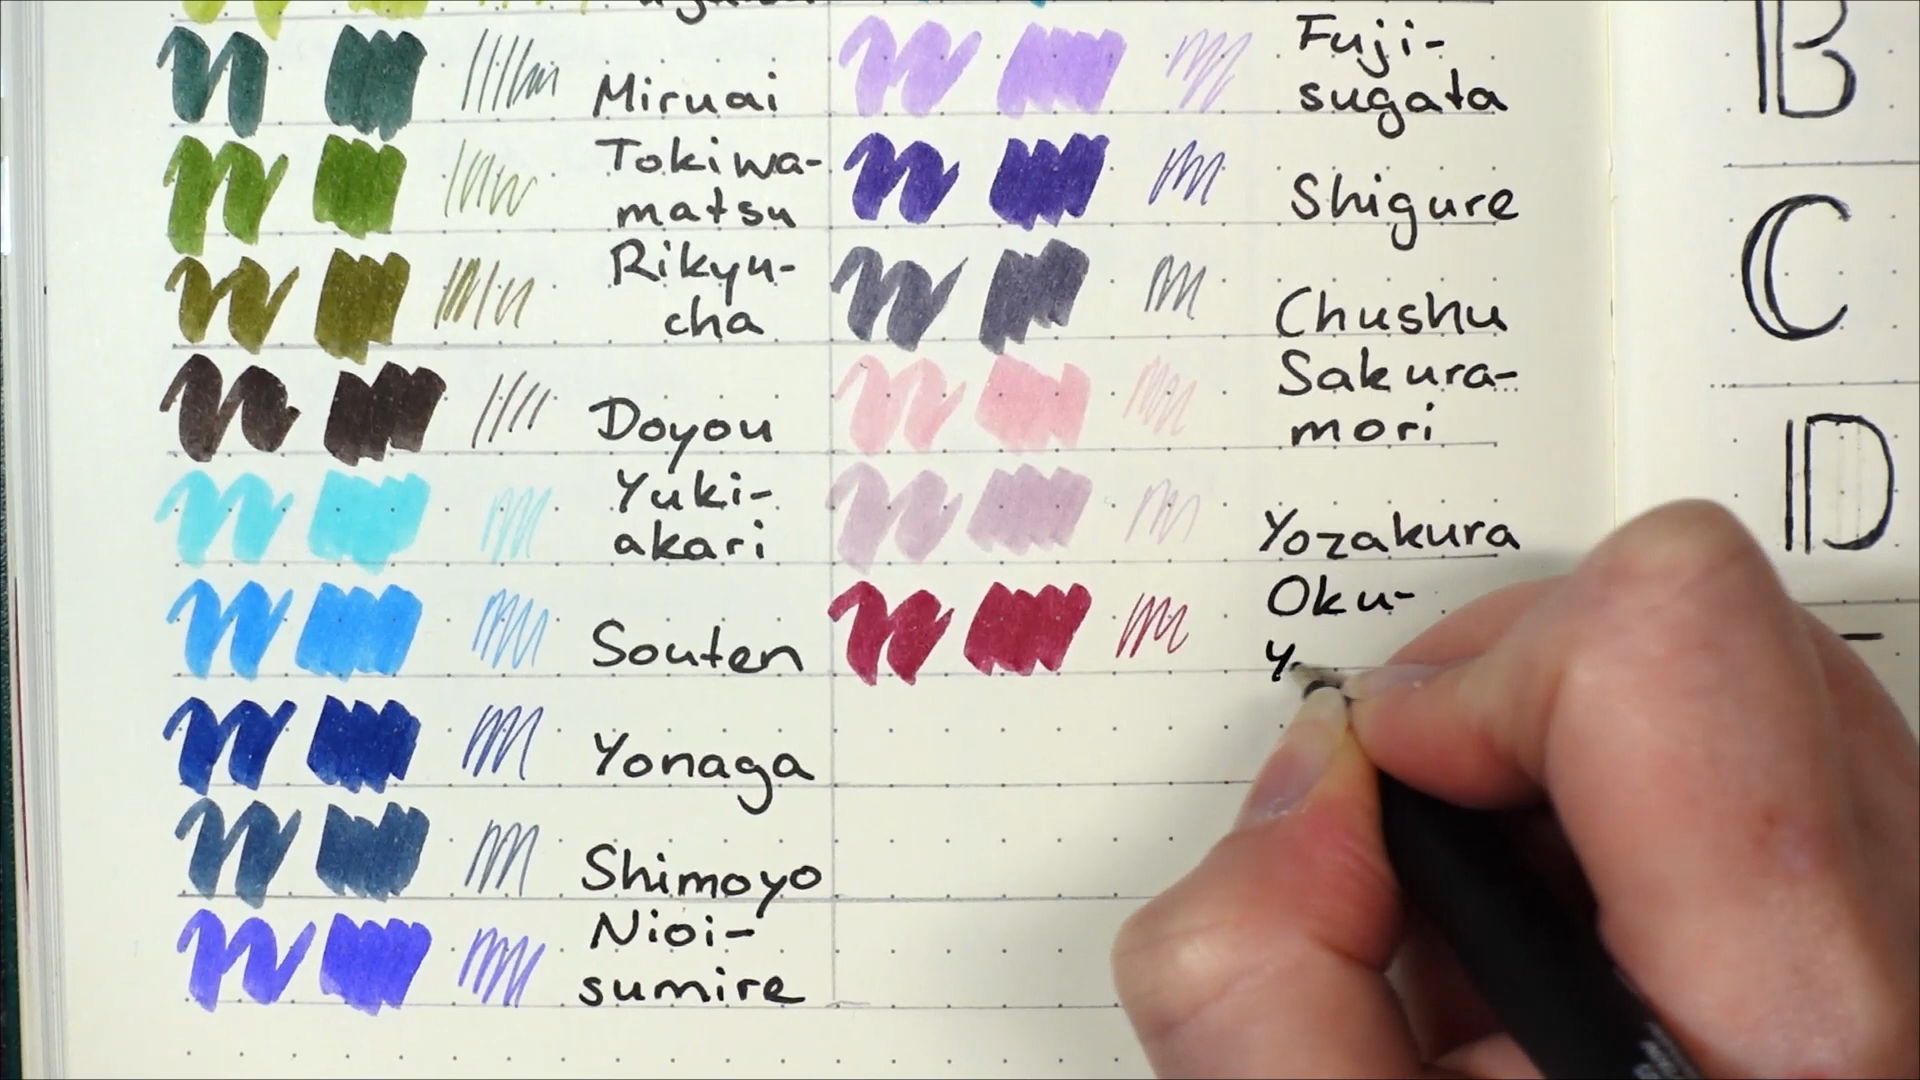 Miruai
Tokiwa-
matsu
Rikyu-
cha
Doyou
Yuki-
akari
Souten
Yonaga
Shimoyo
Nioi-
sumire
Fuji-
sugata
Shigure
Chushu
Sakura-
mori
Yozakura
Oku-
y
B
C
D